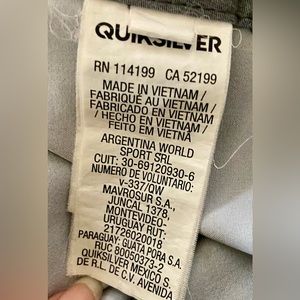 QUIKSILVER
RN 114199 CA 52199
MADE IN VIETNAM /
FABRIQUÉ AU VIETNAM /
FABRICADO EN VIETNAM
/ HECHO EN VIETNAM /
FEITO EM VIETNÃ
ARGENTINA WORLD
SPORT SRL
CUIT: 30-69120930-6
NUMERO DE VOLUNTARIO:
V-337/QW
MAVROSUR S.A.,
JUNCAL 1378,
MONTEVIDEO-
URUGUAY RUT:
217268020018
PARAGUAY: GUATA PORA S.A.
RUC 80050373-2
QUIKSILVER MEXICO S.
DE R.L. DE C.V. AVENIDA